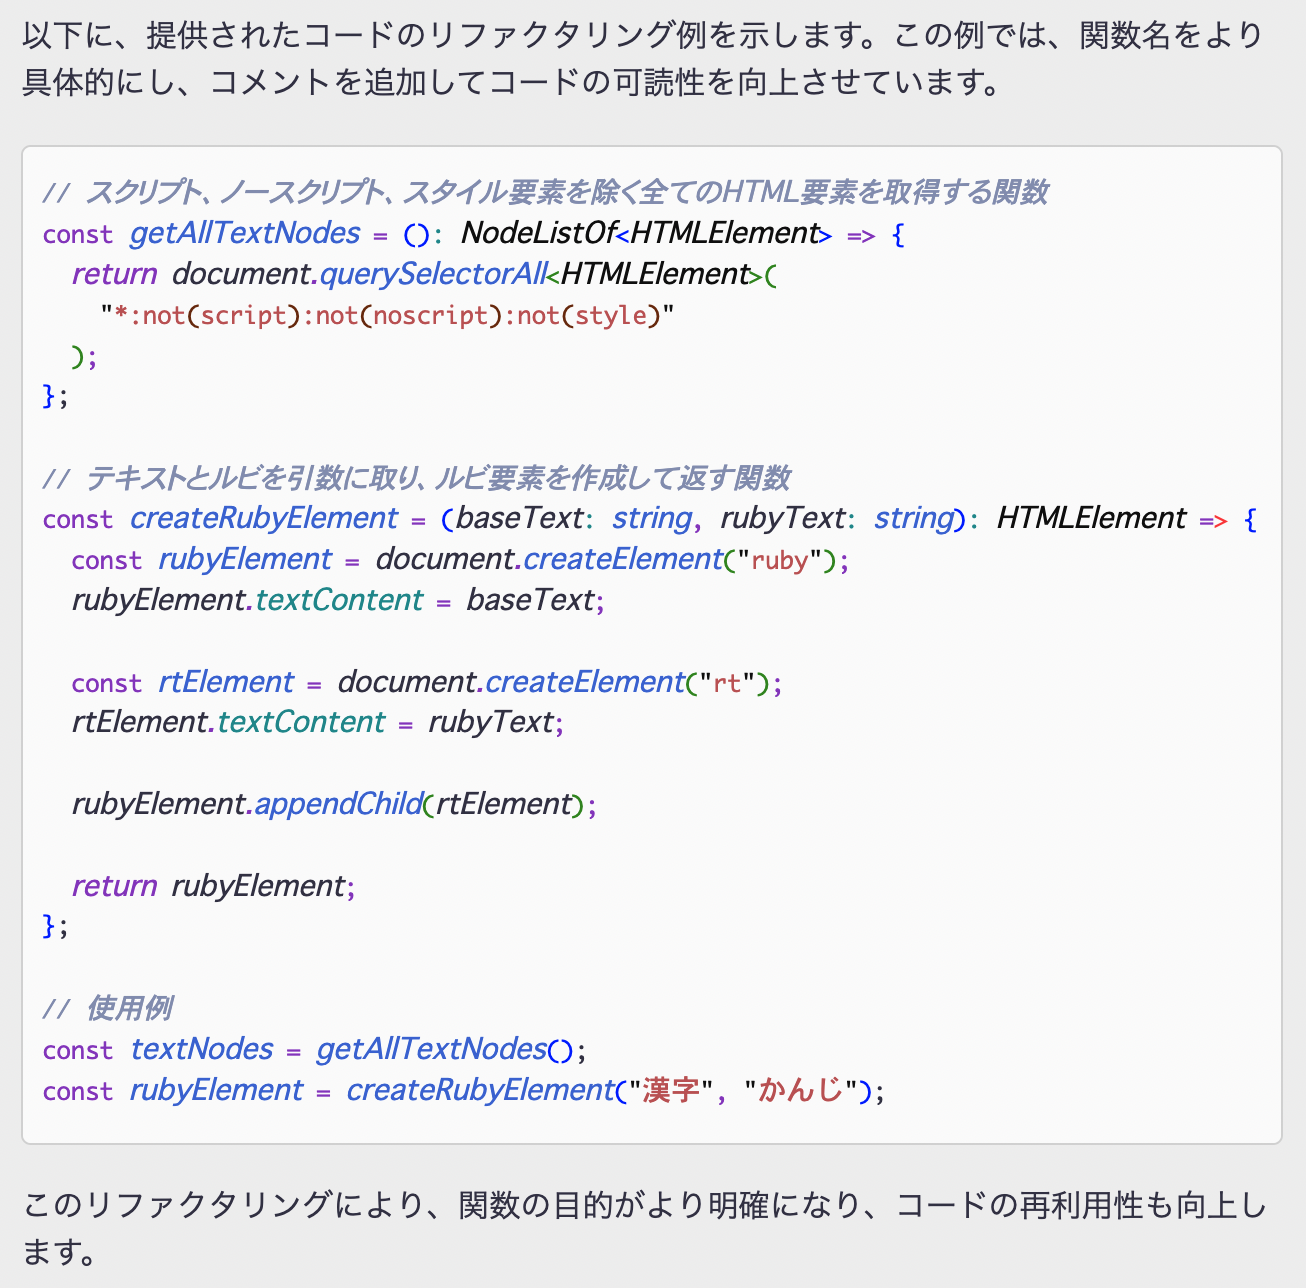 以下に、提供されたコードのリファクタリング例を示します。この例では、関数名をより
具体的にし、コメントを追加してコードの可読性を向上させています。
// スクリプト、ノースクリプト、スタイル要素を除く全てのHTML要素を取得する関数
const getAllTextNodes = (): NodeListOf<HTMLElement> => {
  return document.querySelectorAll<HTMLElement>(
    "*:not(script):not(noscript):not(style)"
  );
};
// テキストとルビを引数に取り、ルビ要素を作成して返す関数
const createRubyElement = (baseText: string, rubyText: string): HTMLElement => {
  const rubyElement = document.createElement("ruby");
  rubyElement.textContent = baseText;
  const rtElement = document.createElement("rt");
  rtElement.textContent = rubyText;
  rubyElement.appendChild(rtElement);
  return rubyElement;
};
// 使用例
const textNodes = getAllTextNodes();
const rubyElement = createRubyElement("漢字", "かんじ");
このリファクタリングにより、関数の目的がより明確になり、コードの再利用性も向上し
ます。